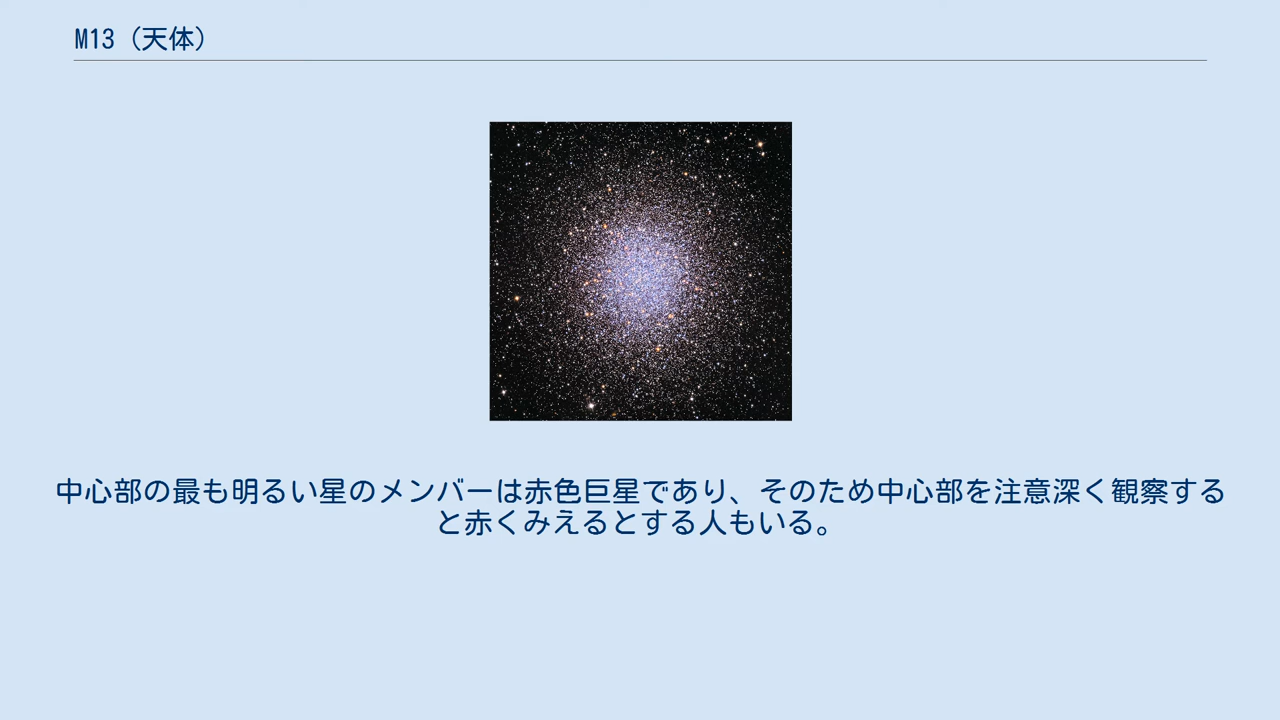 M13（天体）
中心部の最も明るい星のメンバーは赤色巨星であり、そのため中心部を注意深く観察する
と赤くみえるとする人もいる。